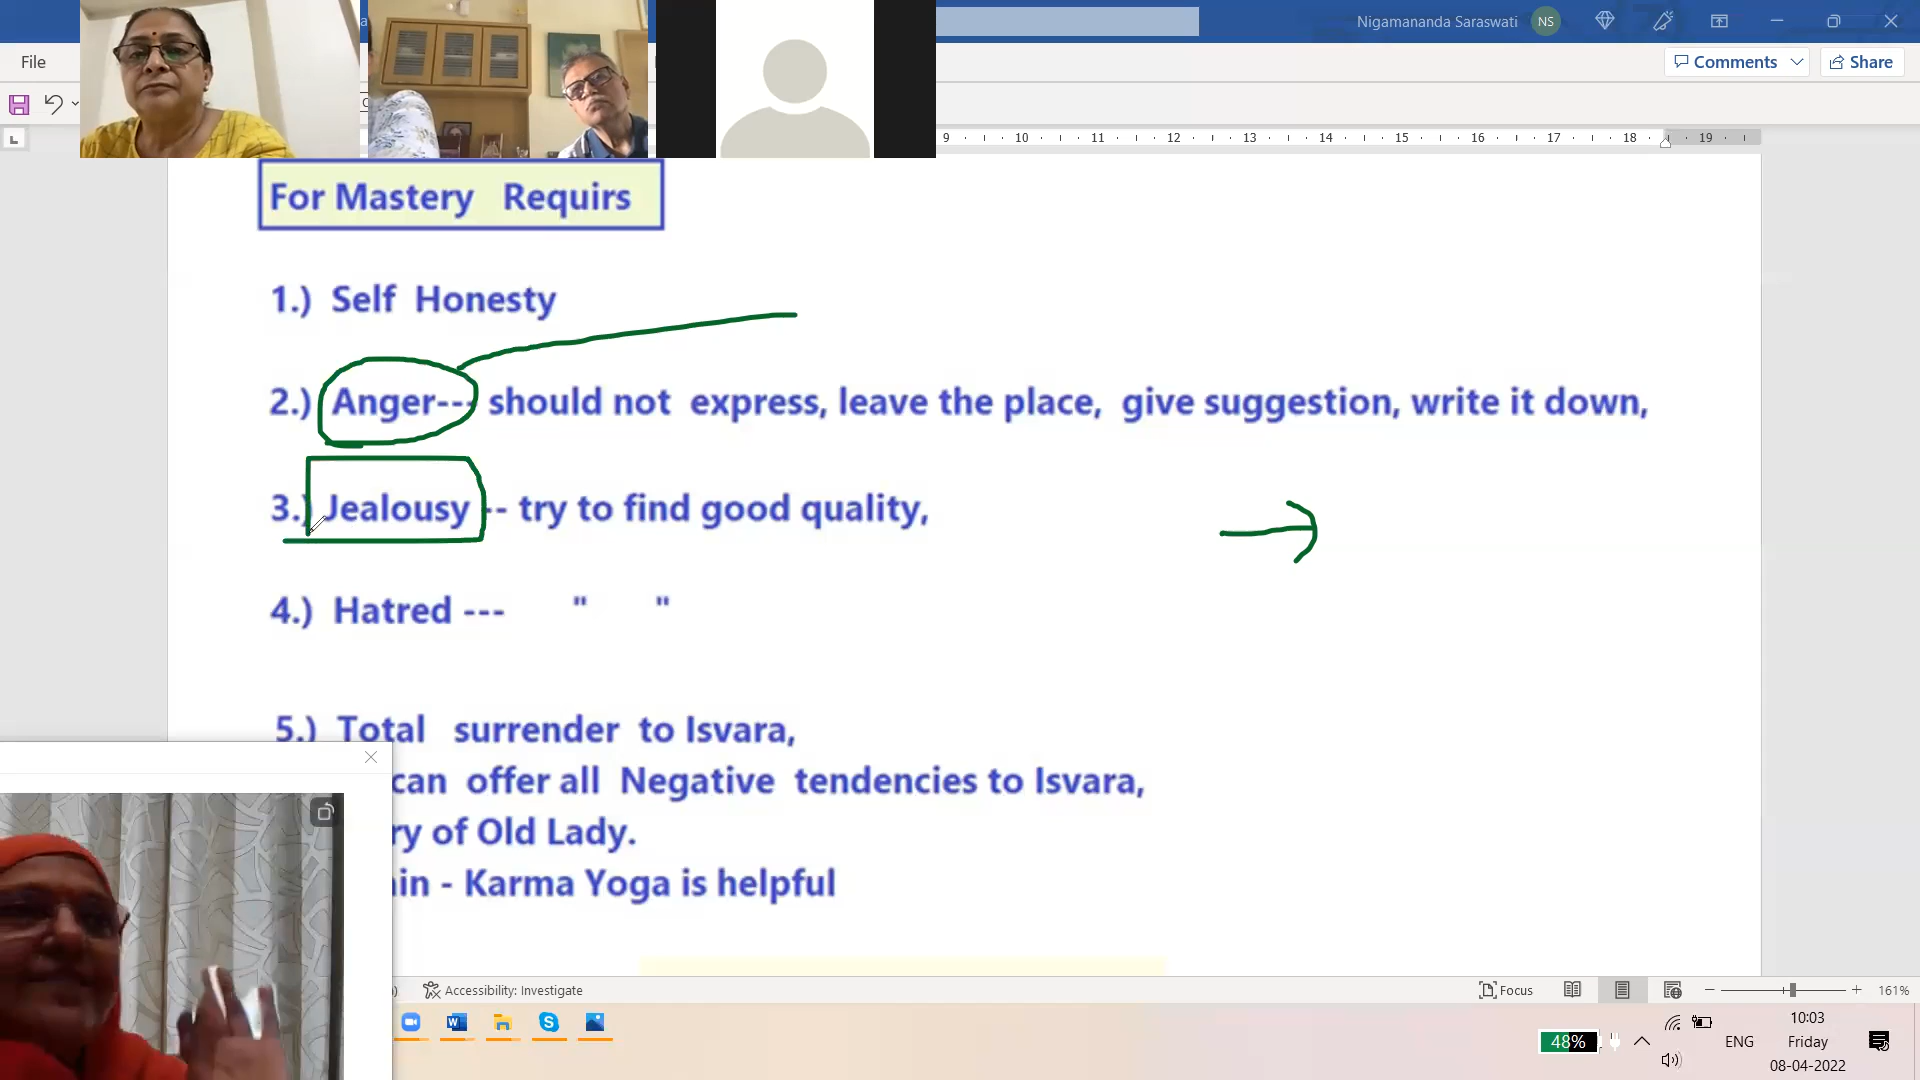 Nigamananda Saraswati NS
File
Comments
Share
9 10 11 12 13 14 15 16 17 18 19
For Mastery Requirs
1.) Self Honesty
2.) Anger--- should not express, leave the place, give suggestion, write it down,
3.) Jealousy -- try to find good quality,
4.) Hatred --- " "
5.) Total surrender to Isvara,
can offer all Negative tendencies to Isvara,
ry of Old Lady.
in - Karma Yoga is helpful
Accessibility: Investigate
Focus
161%
48%
ENG
10:03
Friday
08-04-2022